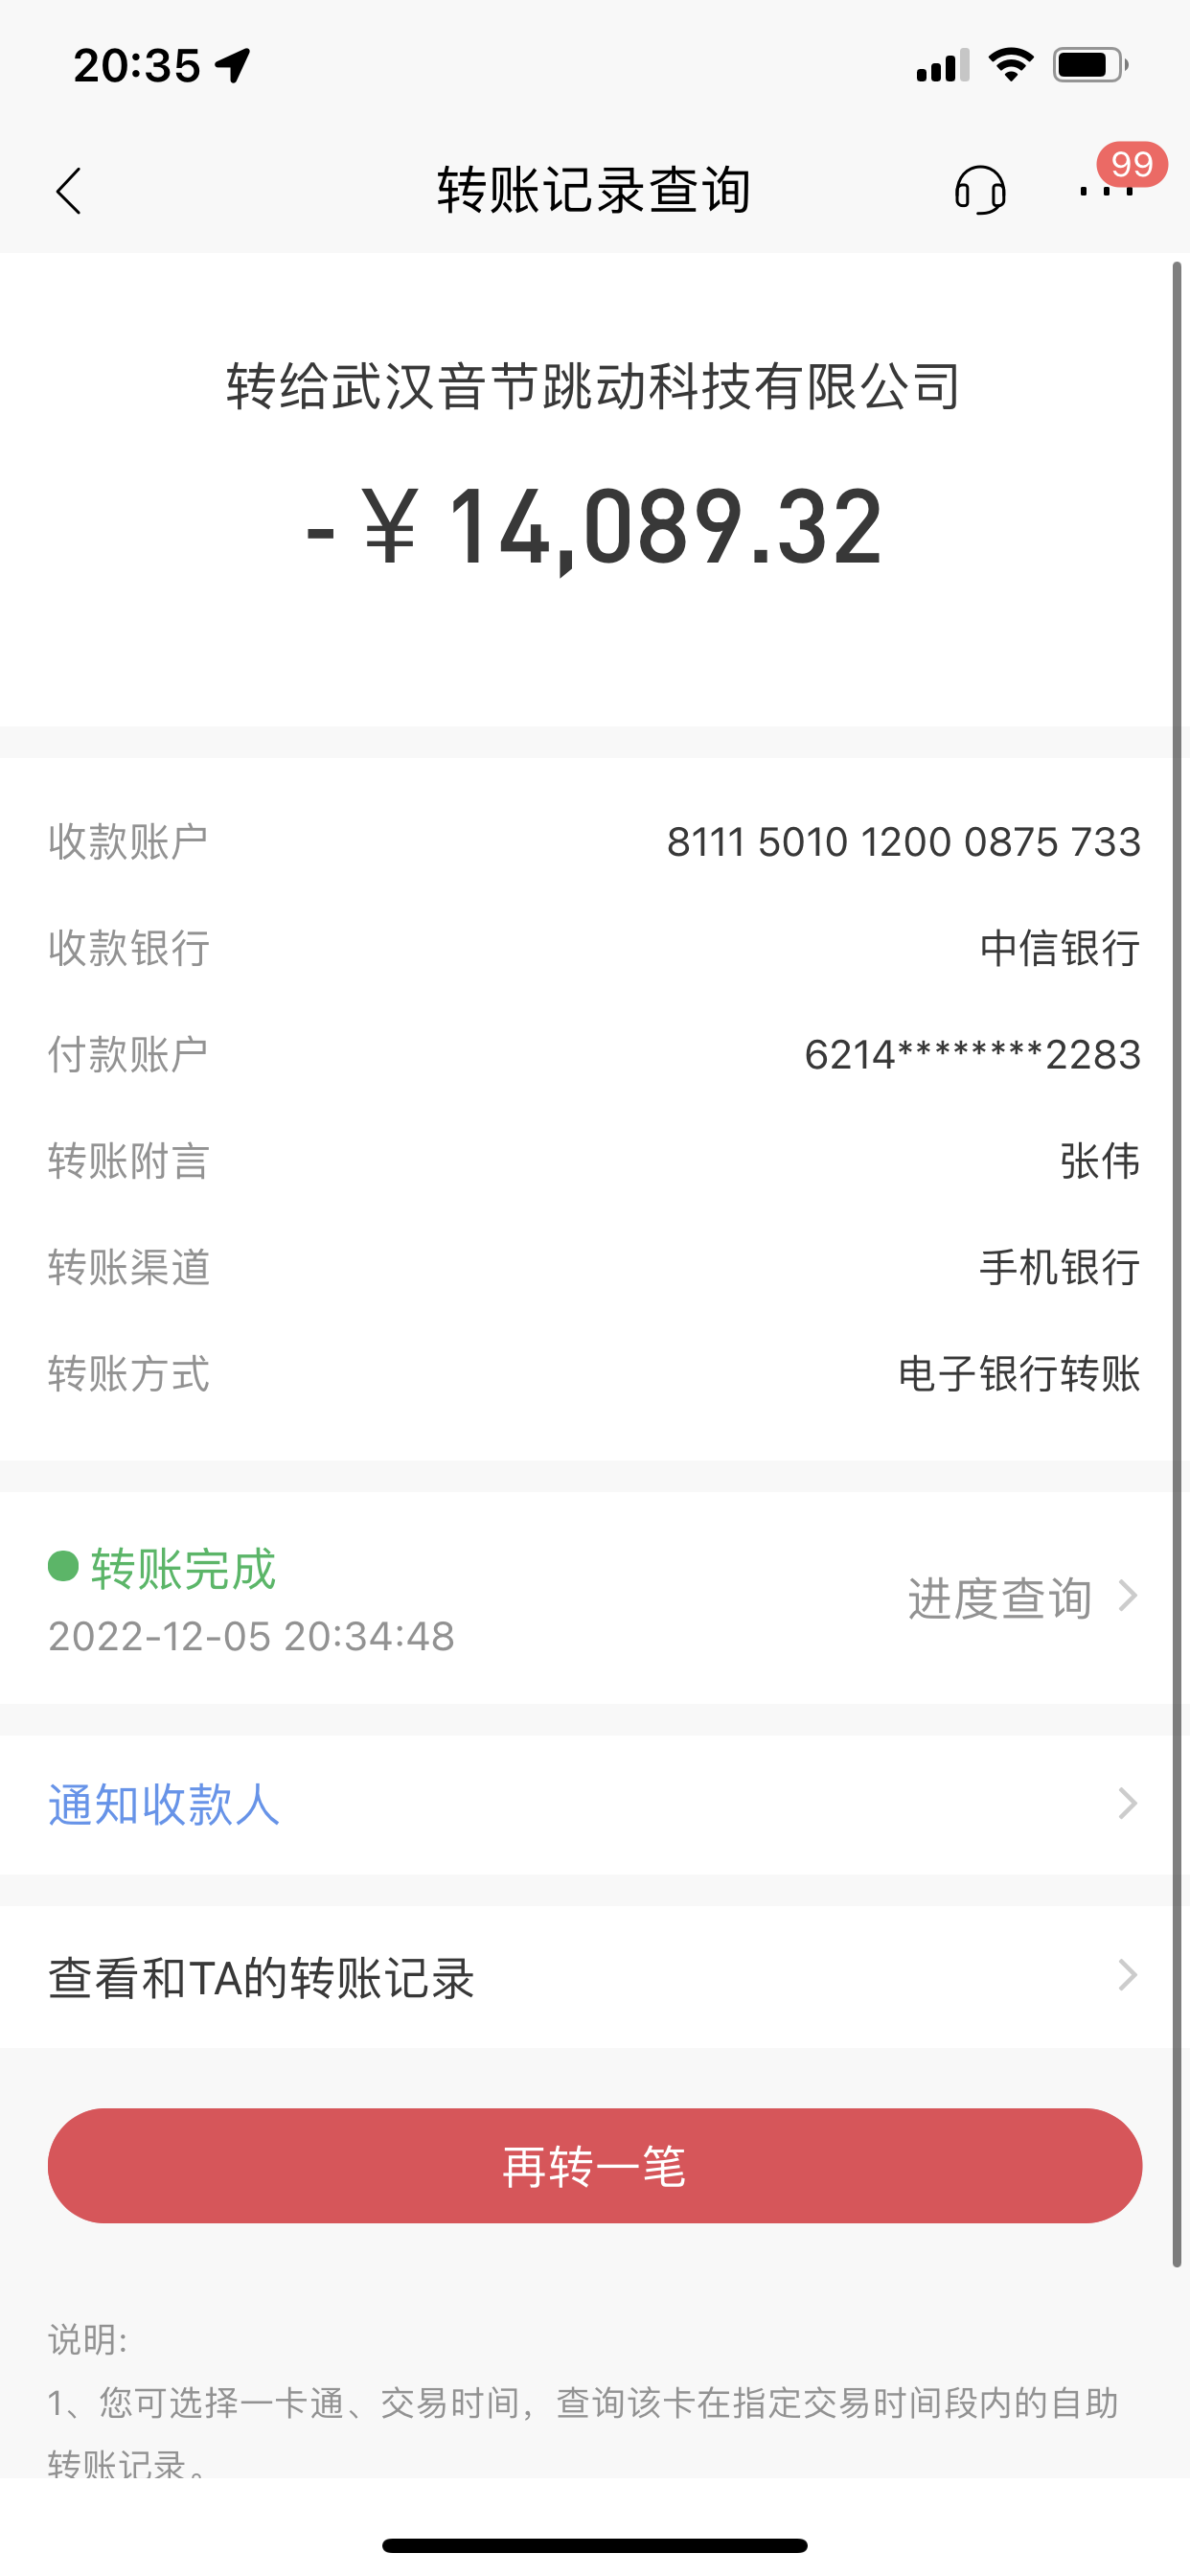 20:35
转账记录查询
99
转给武汉音节跳动科技有限公司
-￥14,089.32
收款账户 8111 5010 1200 0875 733
收款银行 中信银行
付款账户 6214********2283
转账附言 张伟
转账渠道 手机银行
转账方式 电子银行转账
转账完成
进度查询
2022-12-05 20:34:48
通知收款人
查看和TA的转账记录
再转一笔
说明:
1、您可选择一卡通、交易时间，查询该卡在指定交易时间段内的自助
转账记录。